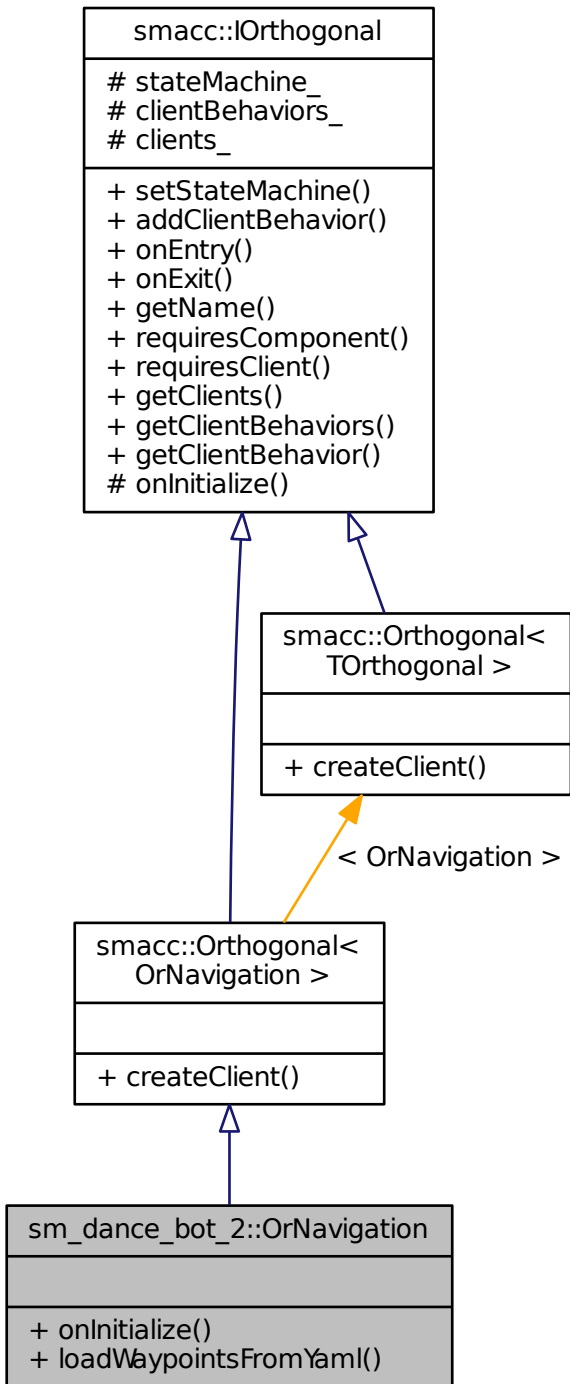 smacc::IOrthogonal
# stateMachine_
# clientBehaviors_
# clients_
+ setStateMachine()
+ addClientBehavior()
+ onEntry()
+ onExit()
+ getName()
+ requiresComponent()
+ requiresClient()
+ getClients()
+ getClientBehaviors()
+ getClientBehavior()
# onInitialize()
smacc::Orthogonal<
TOrthogonal >
+ createClient()
< OrNavigation >
smacc::Orthogonal<
OrNavigation >
+ createClient()
sm_dance_bot_2::OrNavigation
+ onInitialize()
+ loadWaypointsFromYaml()